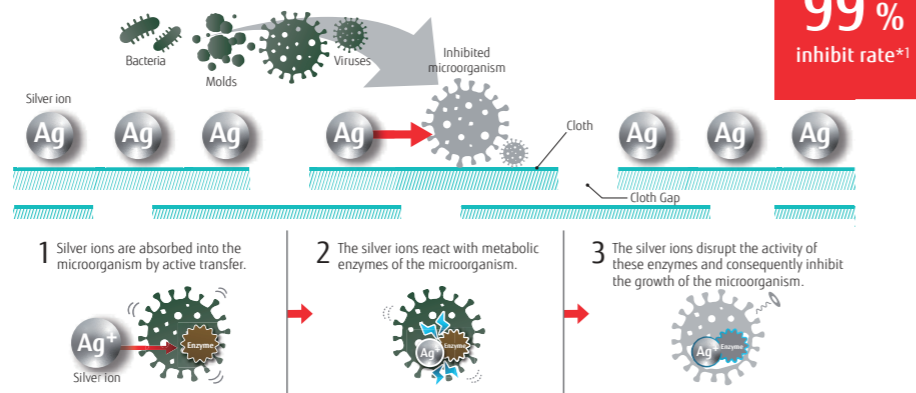 99 %
inhibit rate*1
Bacteria
Molds
Viruses
Inhibited
microorganism
Silver ion
Ag
Ag
Ag
Ag
Ag
Ag
Ag
Cloth
Cloth Gap
1 Silver ions are absorbed into the
microorganism by active transfer.
Ag+
Enzyme
Silver ion
2 The silver ions react with metabolic
enzymes of the microorganism.
Ag
Enzyme
3 The silver ions disrupt the activity of
these enzymes and consequently inhibit
the growth of the microorganism.
Ag
Enzyme